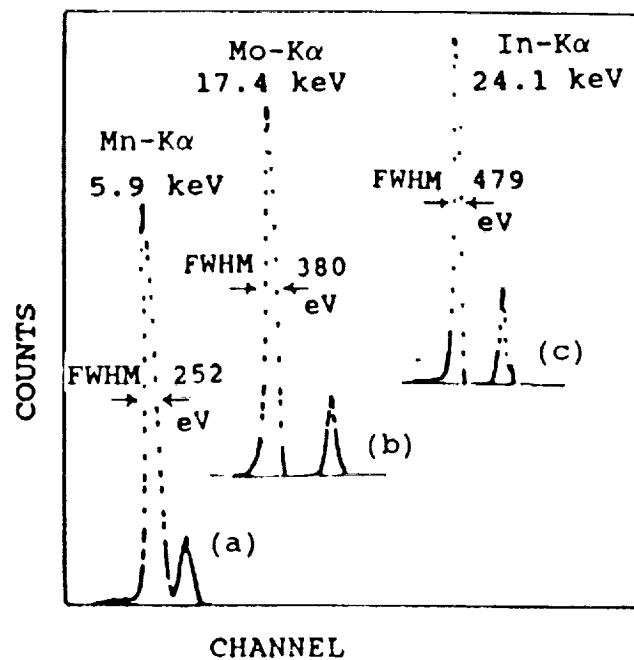 Mn-Kα
5.9 keV
FWHM 252
eV
(a)
Mo-Kα
17.4 keV
FWHM 380
eV
(b)
In-Kα
24.1 keV
FWHM 479
eV
(c)
COUNTS
CHANNEL